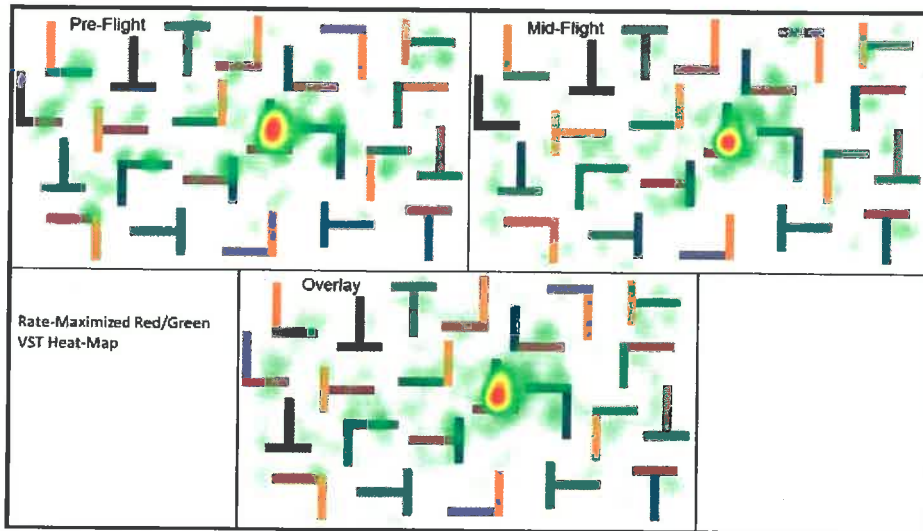 Pre-Flight
Mid-Flight
Overlay
Rate-Maximized Red/Green
VST Heat-Map